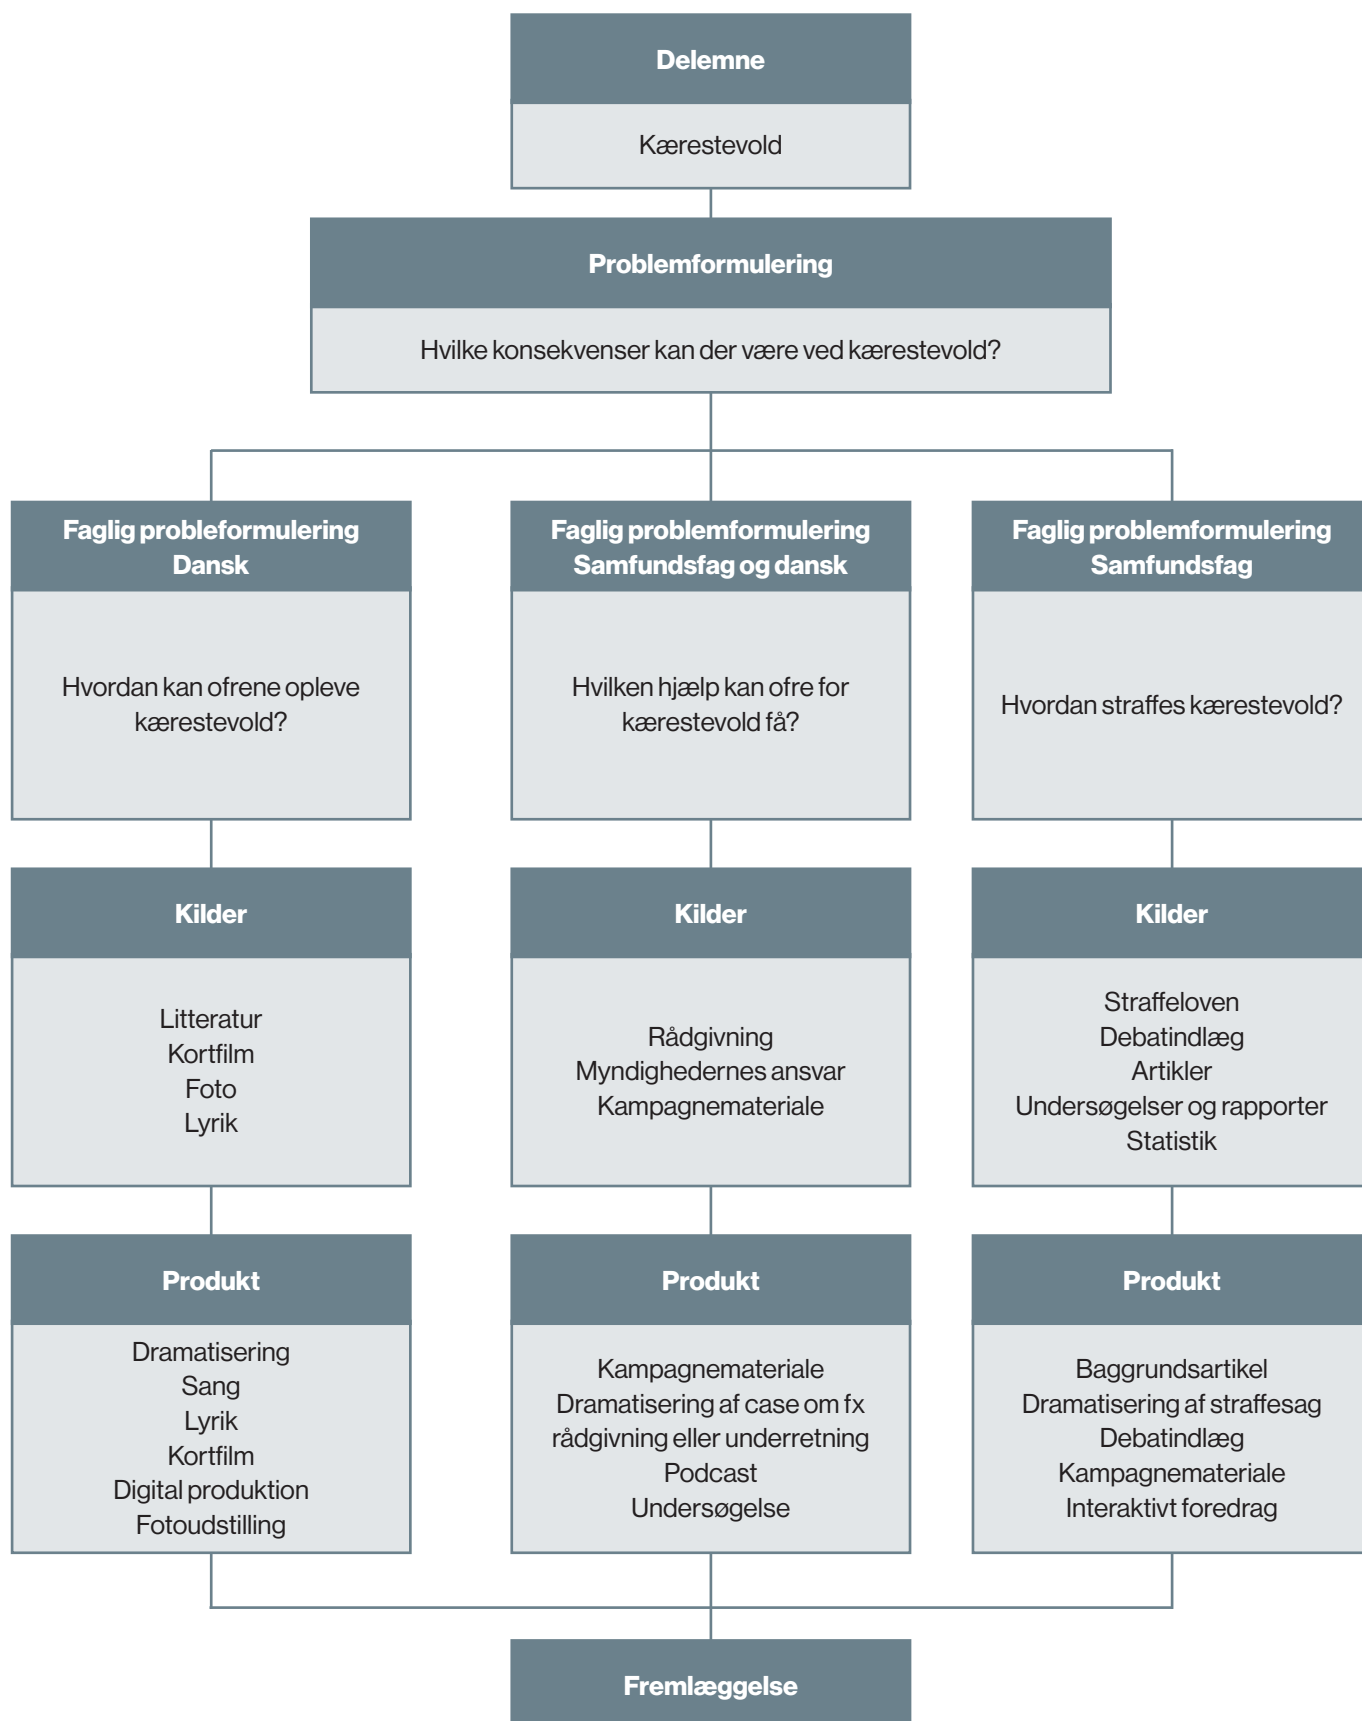 Delemne
Kærestevold
Problemformulering
Hvilke konsekvenser kan der være ved kærestevold?
Faglig probleformulering
Dansk
Hvordan kan ofrene opleve
kærestevold?
Kilder
Litteratur
Kortfilm
Foto
Lyrik
Produkt
Dramatisering
Sang
Lyrik
Kortfilm
Digital produktion
Fotoudstilling
Faglig problemformulering
Samfundsfag og dansk
Hvilken hjælp kan ofre for
kærestevold få?
Kilder
Rådgivning
Myndighedernes ansvar
Kampagnemateriale
Produkt
Kampagnemateriale
Dramatisering af case om fx
rådgivning eller underretning
Podcast
Undersøgelse
Faglig problemformulering
Samfundsfag
Hvordan straffes kærestevold?
Kilder
Straffeloven
Debatindlæg
Artikler
Undersøgelser og rapporter
Statistik
Produkt
Baggrundsartikel
Dramatisering af straffesag
Debatindlæg
Kampagnemateriale
Interaktivt foredrag
Fremlæggelse